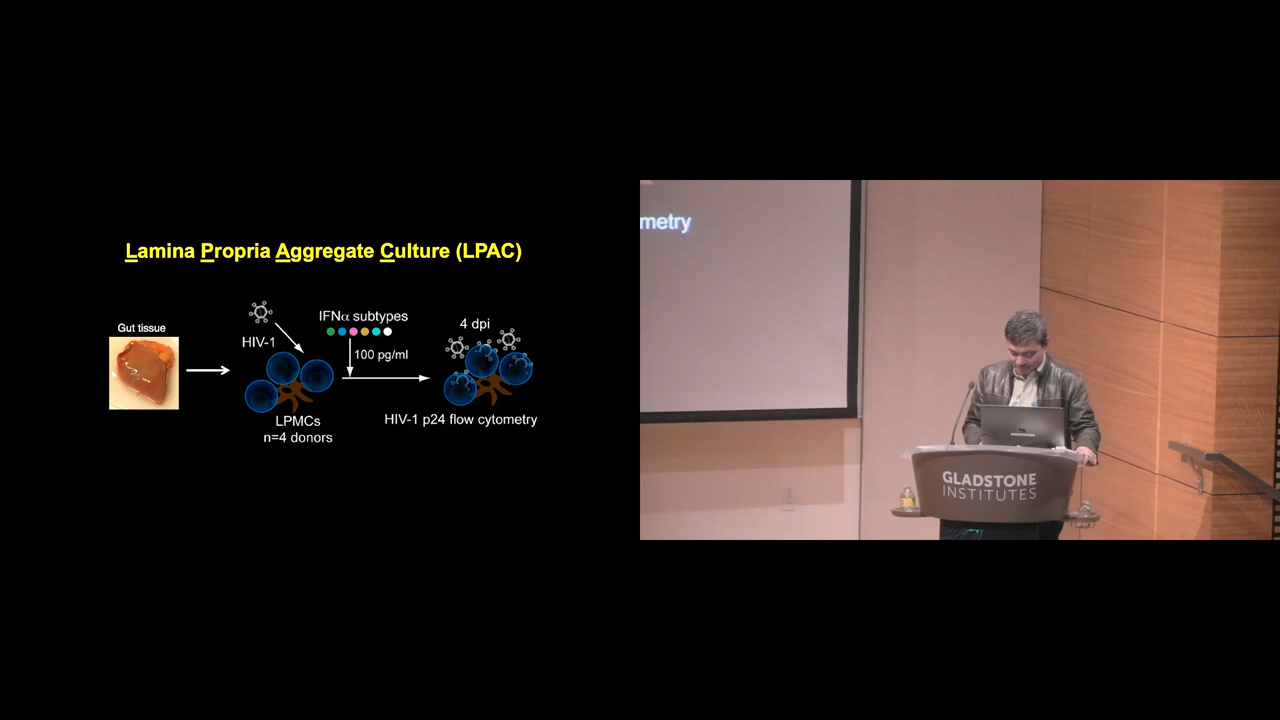 Lamina Propria Aggregate Culture (LPAC)
Gut tissue
HIV-1
IFNα subtypes
100 pg/ml
4 dpi
LPMCs
n=4 donors
HIV-1 p24 flow cytometry
metry
GLADSTONE
INSTITUTES